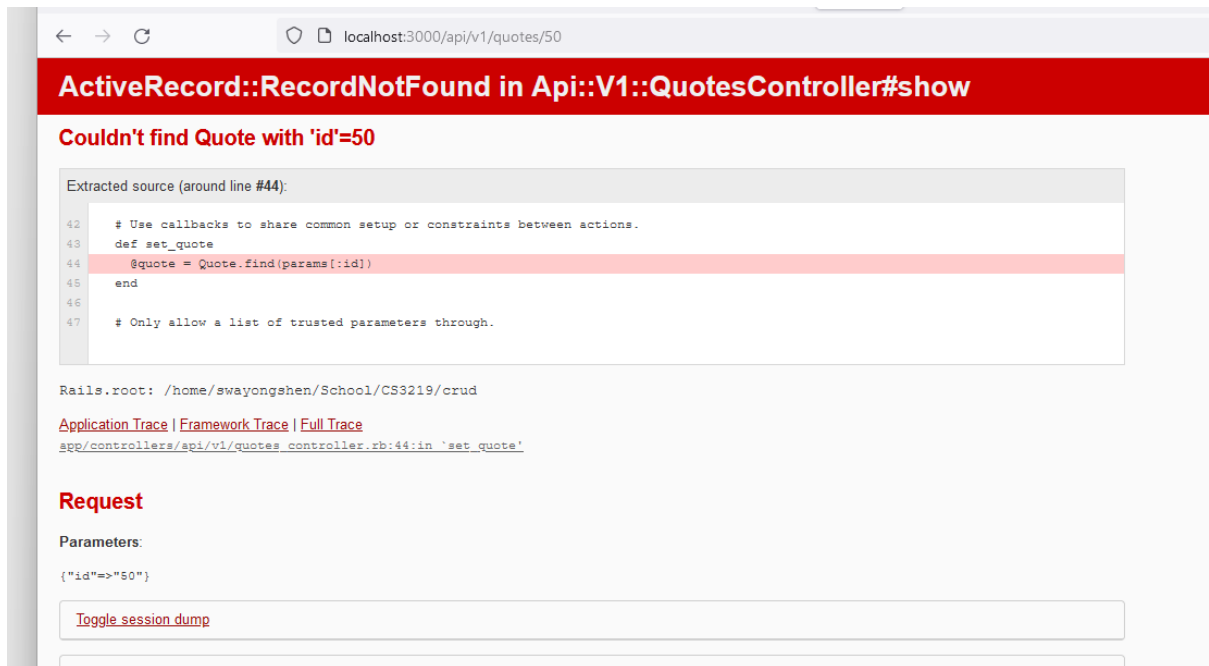 localhost:3000/api/v1/quotes/50
ActiveRecord::RecordNotFound in Api::V1::QuotesController#show
Couldn't find Quote with 'id'=50
Extracted source (around line #44):
42 # Use callbacks to share common setup or constraints between actions.
43 def set_quote
44 @quote = Quote.find(params[:id])
45 end
46
47 # Only allow a list of trusted parameters through.
Rails.root: /home/swayongshen/School/CS3219/crud
Application Trace | Framework Trace | Full Trace
app/controllers/api/v1/quotes_controller.rb:44:in `set_quote'
Request
Parameters:
{"id"=>"50"}
Toggle session dump